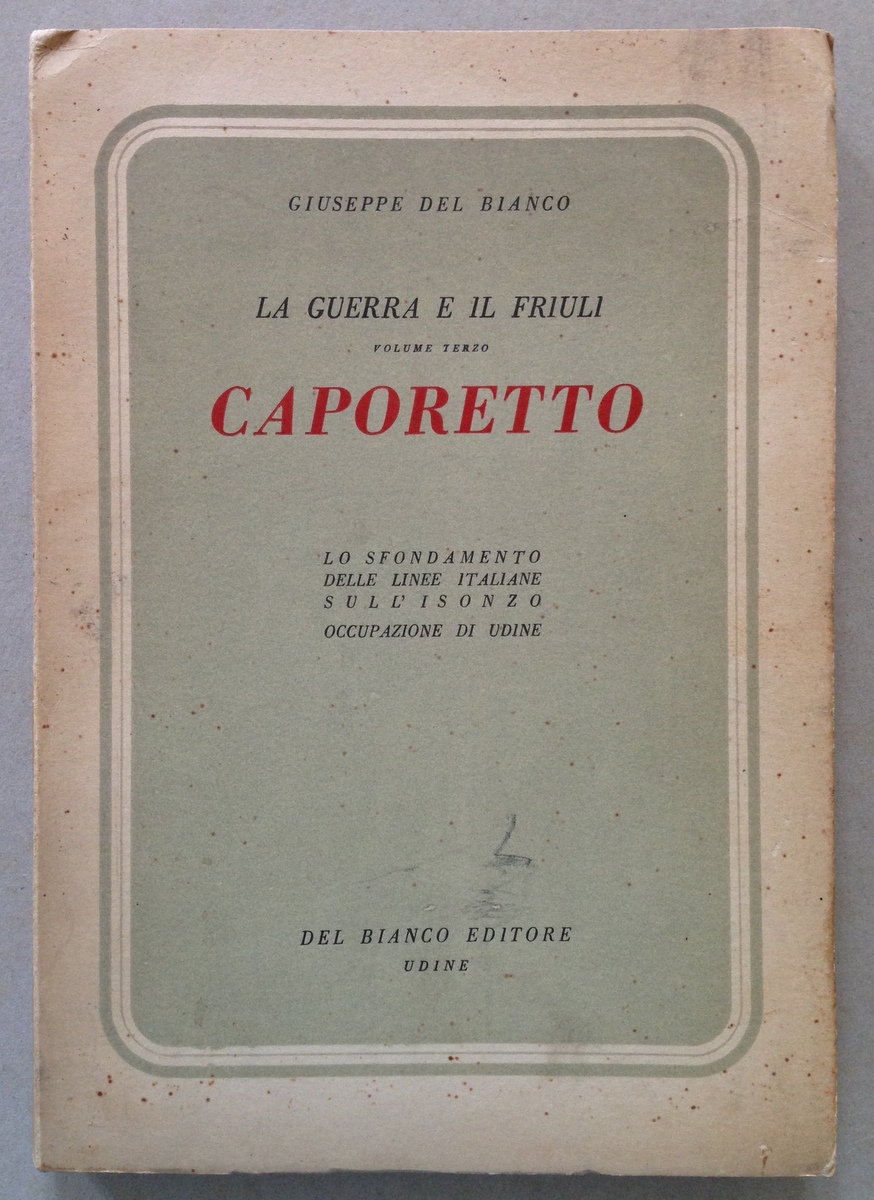 GIUSEPPE DEL BIANCO
LA GUERRA E IL FRIULI
VOLUME TERZO
CAPORETTO
LO SFONDAMENTO
DELLE LINEE ITALIANE
SULL' ISONZO
OCCUPAZIONE DI UDINE
DEL BIANCO EDITORE
UDINE